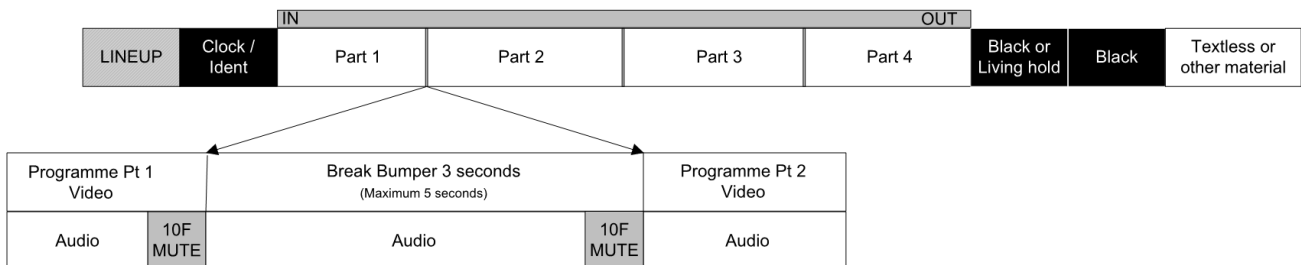 IN
OUT
LINEUP
Clock /
Ident
Part 1
Part 2
Part 3
Part 4
Black or
Living hold
Black
Textless or
other material
Programme Pt 1
Video
Break Bumper 3 seconds
(Maximum 5 seconds)
Programme Pt 2
Video
Audio
10F
MUTE
Audio
10F
MUTE
Audio